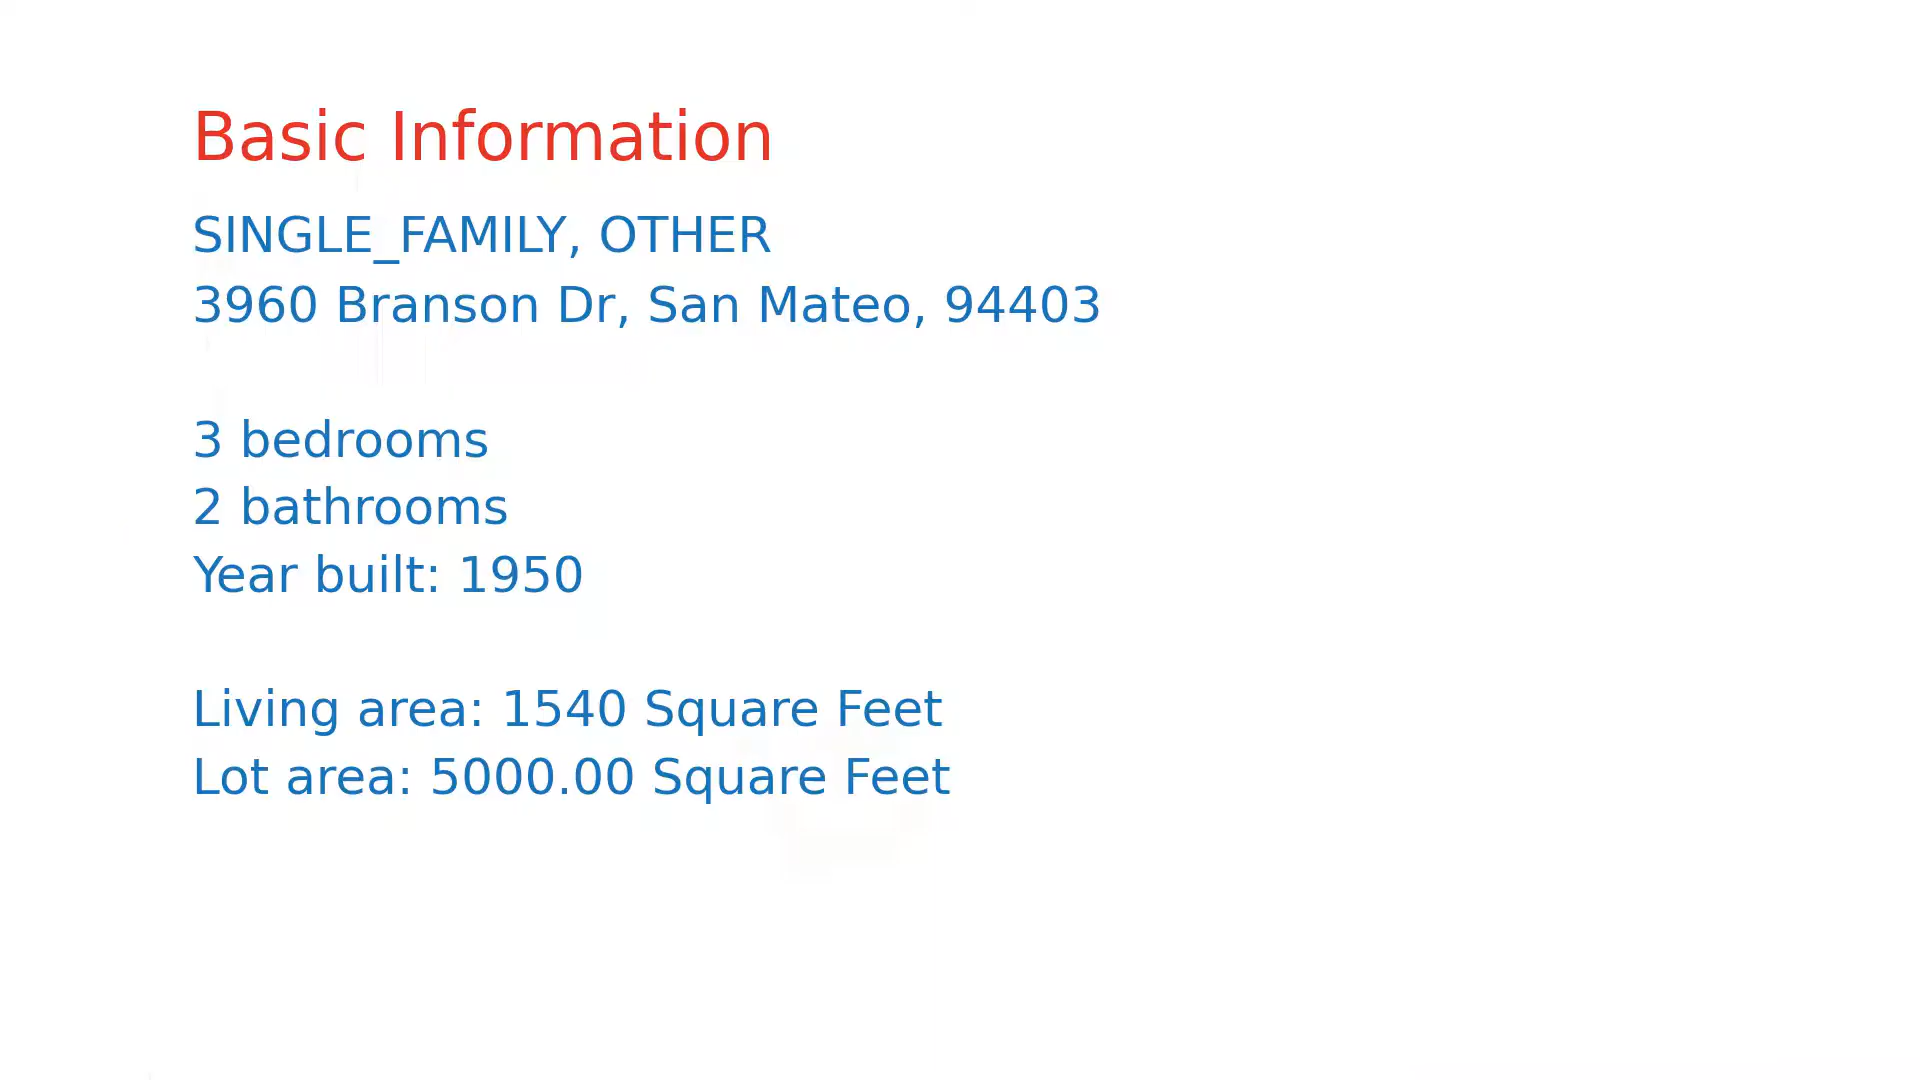 Basic Information
SINGLE_FAMILY, OTHER
3960 Branson Dr, San Mateo, 94403
3 bedrooms
2 bathrooms
Year built: 1950
Living area: 1540 Square Feet
Lot area: 5000.00 Square Feet